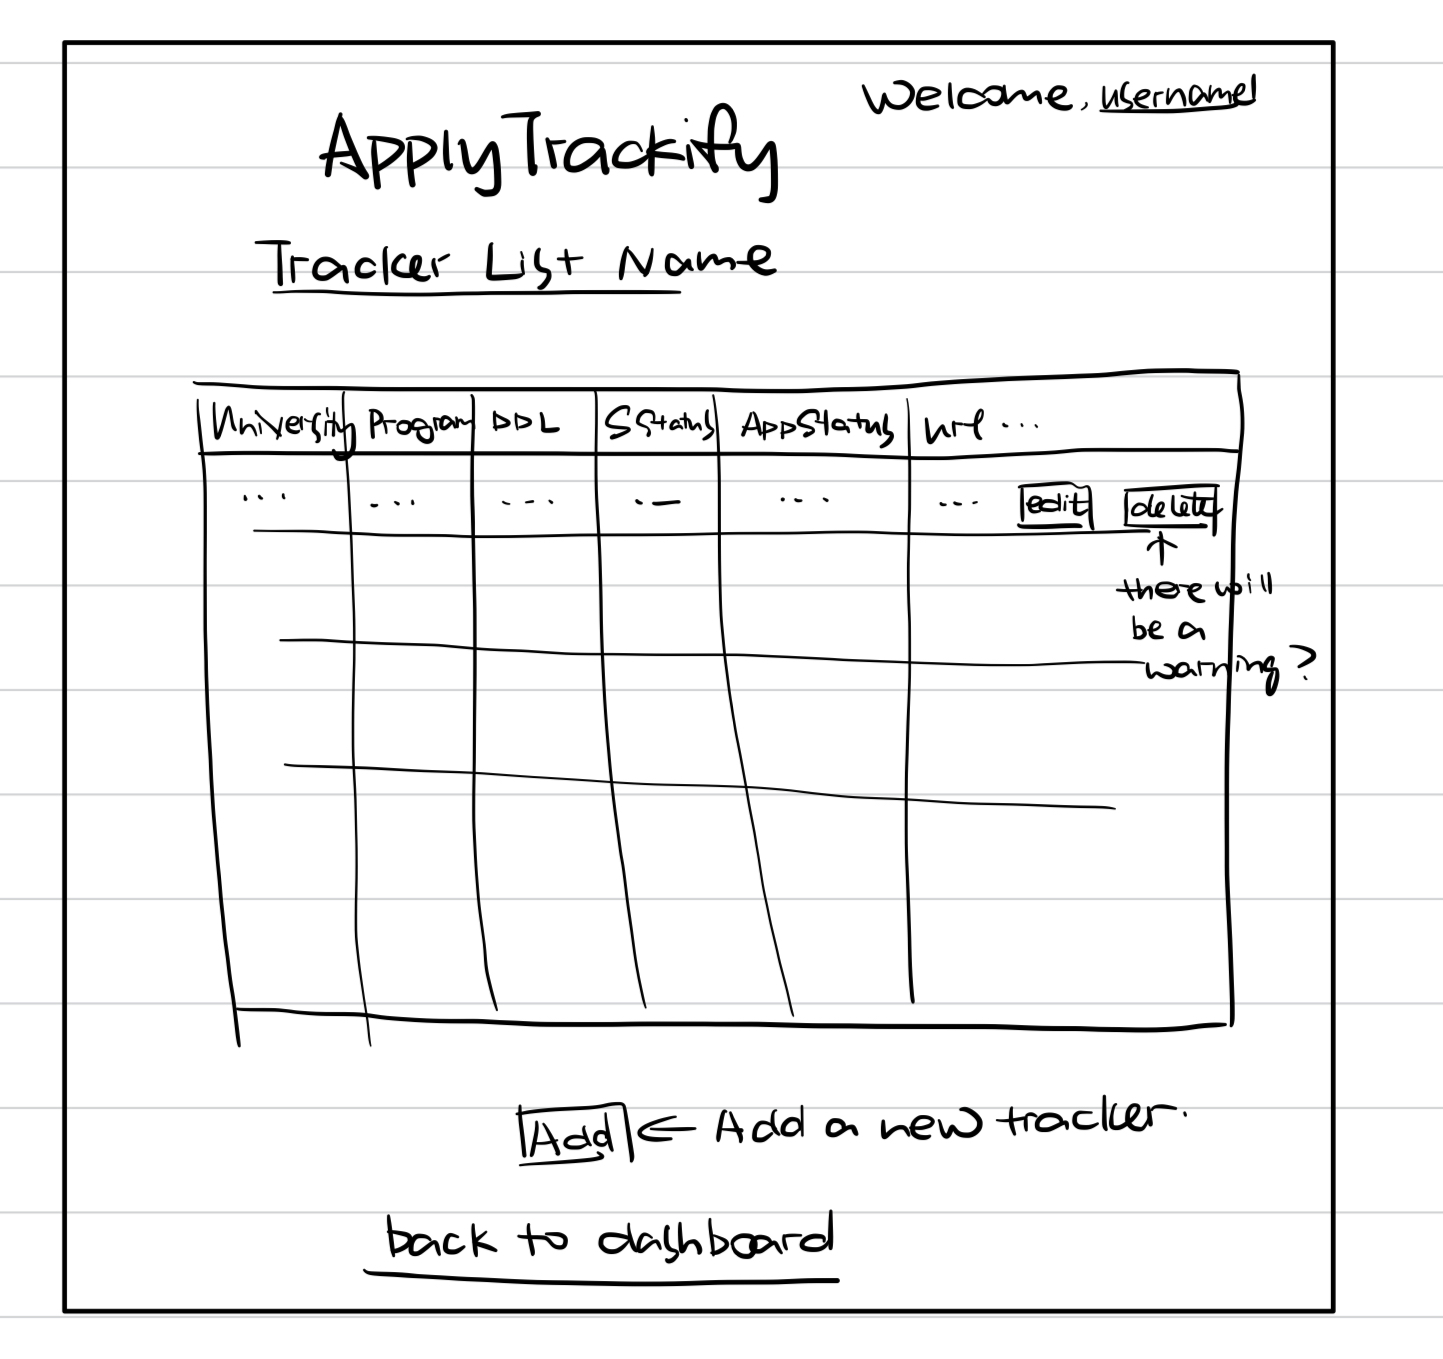 Welcome, username!
ApplyTrackify
Tracker List Name
University Program DDL SStatus AppStatus url ...
... ... ... ... ... ... edit delete
↑
there will
be a
warning?
Add ← Add a new tracker.
back to dashboard